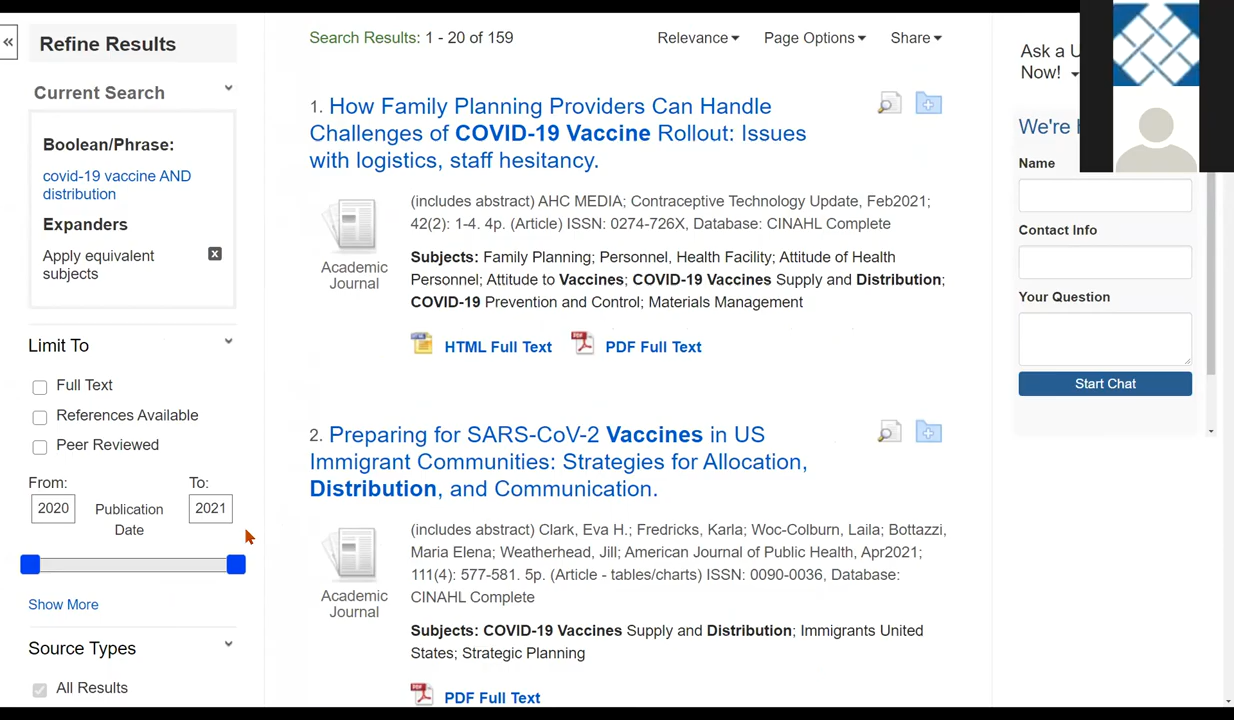 «
Refine Results
Current Search
Boolean/Phrase:
covid-19 vaccine AND
distribution
Expanders
Apply equivalent
subjects
Limit To
Full Text
References Available
Peer Reviewed
From:
To:
2020
Publication
Date
2021
Show More
Source Types
All Results
Search Results: 1 - 20 of 159
Relevance
Page Options
Share
1. How Family Planning Providers Can Handle
Challenges of COVID-19 Vaccine Rollout: Issues
with logistics, staff hesitancy.
Academic
Journal
(includes abstract) AHC MEDIA; Contraceptive Technology Update, Feb2021;
42(2): 1-4. 4p. (Article) ISSN: 0274-726X, Database: CINAHL Complete
Subjects: Family Planning; Personnel, Health Facility; Attitude of Health
Personnel; Attitude to Vaccines; COVID-19 Vaccines Supply and Distribution;
COVID-19 Prevention and Control; Materials Management
HTML Full Text
PDF Full Text
2. Preparing for SARS-CoV-2 Vaccines in US
Immigrant Communities: Strategies for Allocation,
Distribution, and Communication.
Academic
Journal
(includes abstract) Clark, Eva H.; Fredricks, Karla; Woc-Colburn, Laila; Bottazzi,
Maria Elena; Weatherhead, Jill; American Journal of Public Health, Apr2021;
111(4): 577-581. 5p. (Article - tables/charts) ISSN: 0090-0036, Database:
CINAHL Complete
Subjects: COVID-19 Vaccines Supply and Distribution; Immigrants United
States; Strategic Planning
PDF Full Text
Ask a
Now!
We're
Name
Contact Info
Your Question
Start Chat